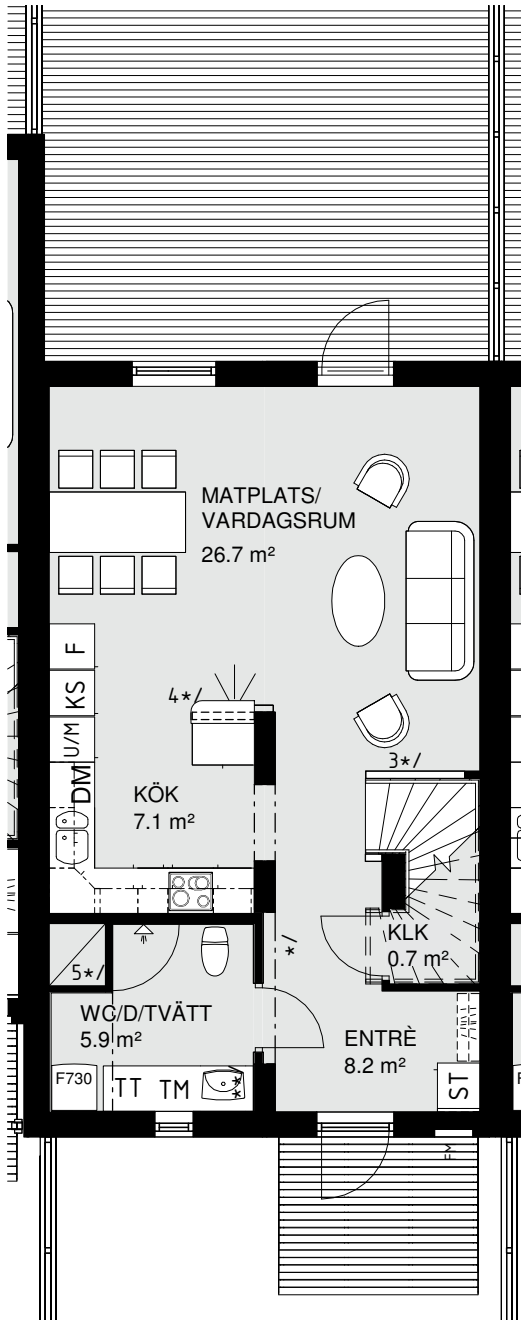 MATPLATS/
VARDAGSRUM
26.7 m²
F
KS
U/M
DM
4*/
3*/
KÖK
7.1 m²
*/
KLK
0.7 m²
5*/
WC/D/TVÄTT
5.9 m²
ENTRÈ
8.2 m²
F730
TT
TM
**/
ST
FM
F